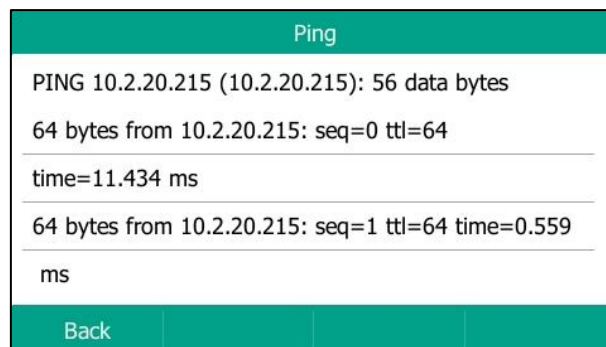 Ping
PING 10.2.20.215 (10.2.20.215): 56 data bytes
64 bytes from 10.2.20.215: seq=0 ttl=64
time=11.434 ms
64 bytes from 10.2.20.215: seq=1 ttl=64 time=0.559
ms
Back